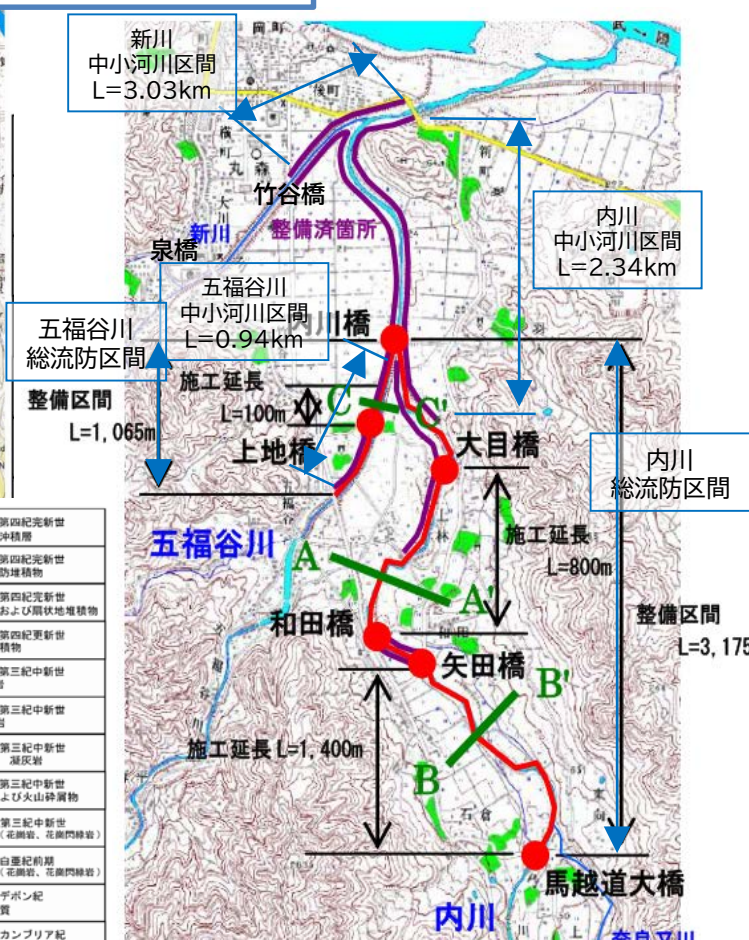 新川
中小河川区間
L=3.03km
後町
竹谷橋
新川
整備済箇所
泉橋
内川
中小河川区間
L=2.34km
五福谷川
中小河川区間
L=0.94km
内川橋
五福谷川
総流防区間
整備区間
L=1,065m
施工延長
L=100m
C
C'
上地橋
大目橋
内川
総流防区間
五福谷川
施工延長
L=800m
A
A'
整備区間
L=3,175
和田橋
矢田橋
B'
施工延長 L=1,400m
B
石倉
馬越道大橋
内川
第四紀完新世
沖積層
第四紀完新世
防堆積物
第四紀完新世
および扇状地堆積物
第四紀更新世
積物
第三紀中新世
岩
第三紀中新世
岩
第三紀中新世
凝灰岩
第三紀中新世
よび火山砕屑物
第三紀中新世
(花崗岩、花崗閃緑岩)
白亜紀前期
(花崗岩、花崗閃緑岩)
デボン紀
質
カンブリア紀